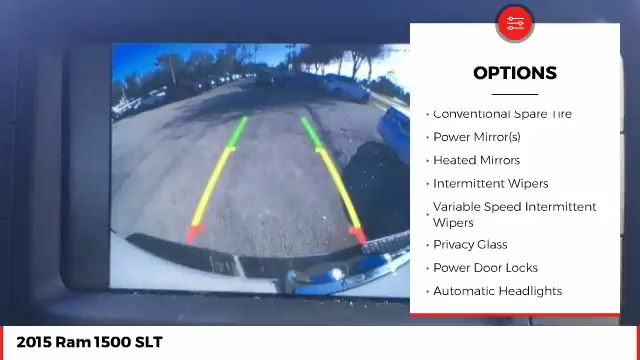 OPTIONS
Conventional Spare Tire
Power Mirror(s)
Heated Mirrors
Intermittent Wipers
Variable Speed Intermittent
Wipers
Privacy Glass
Power Door Locks
Automatic Headlights
2015 Ram 1500 SLT